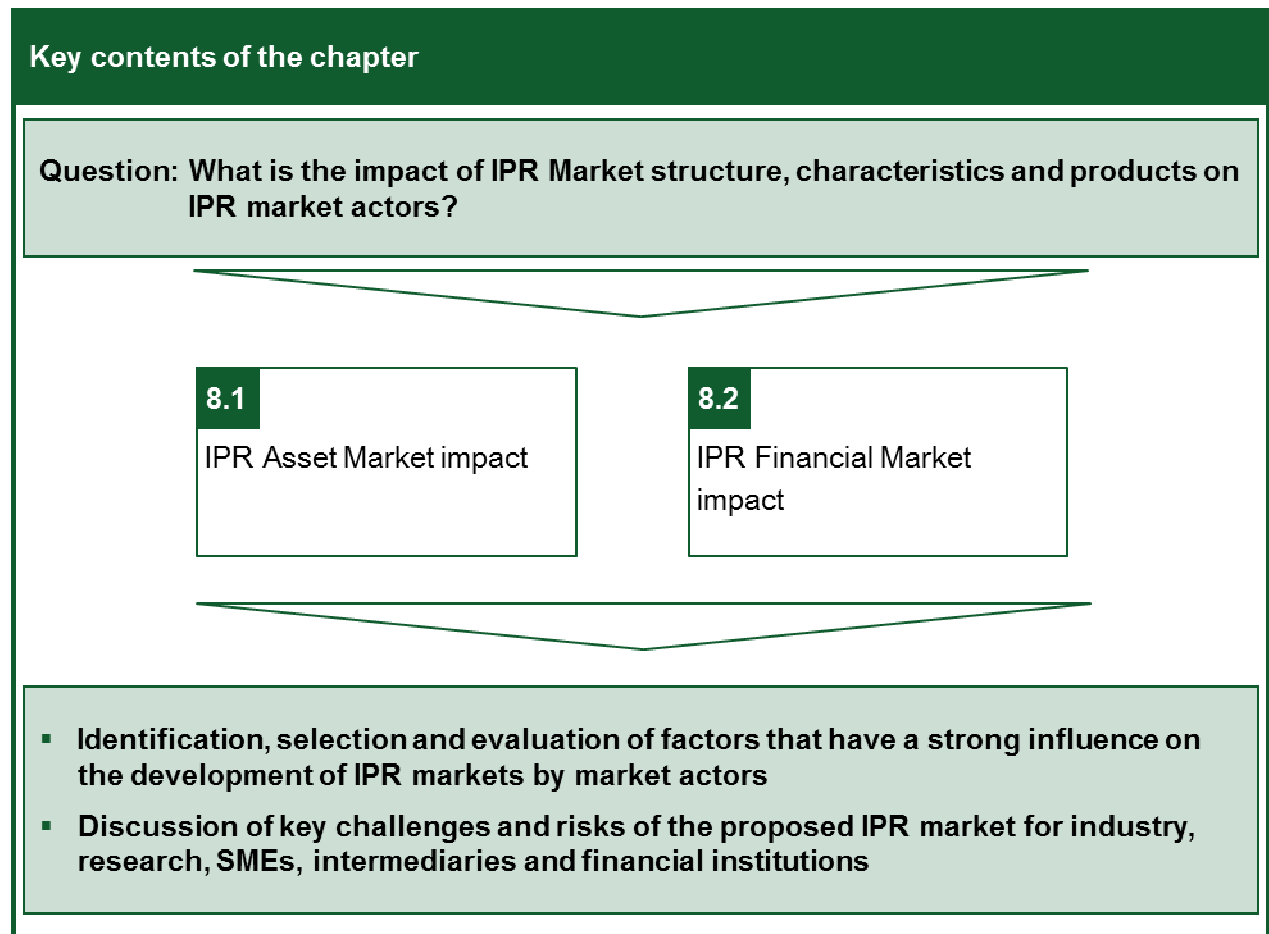 Key contents of the chapter
Question: What is the impact of IPR Market structure, characteristics and products on
IPR market actors?
8.1
IPR Asset Market impact
8.2
IPR Financial Market
impact
▪ Identification, selection and evaluation of factors that have a strong influence on
the development of IPR markets by market actors
▪ Discussion of key challenges and risks of the proposed IPR market for industry,
research, SMEs, intermediaries and financial institutions